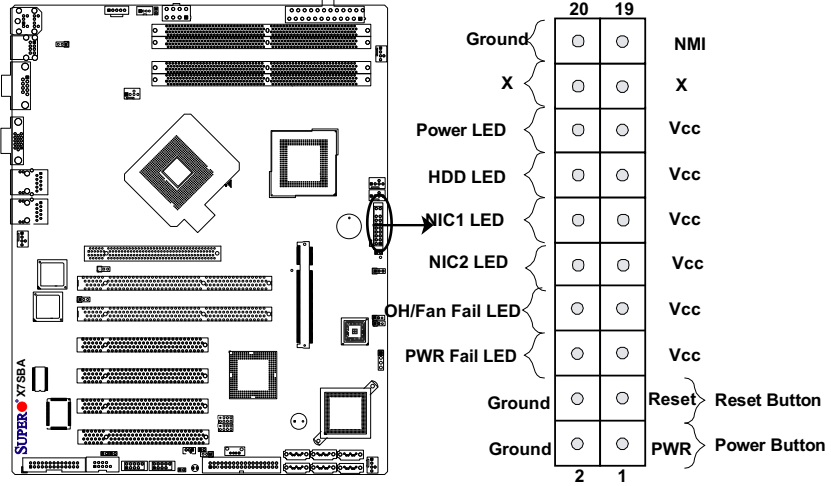 20 19
Ground NMI
X X
Power LED Vcc
HDD LED Vcc
NIC1 LED Vcc
NIC2 LED Vcc
OH/Fan Fail LED Vcc
PWR Fail LED Vcc
Ground Reset Reset Button
Ground PWR Power Button
2 1
SUPER X7SBA